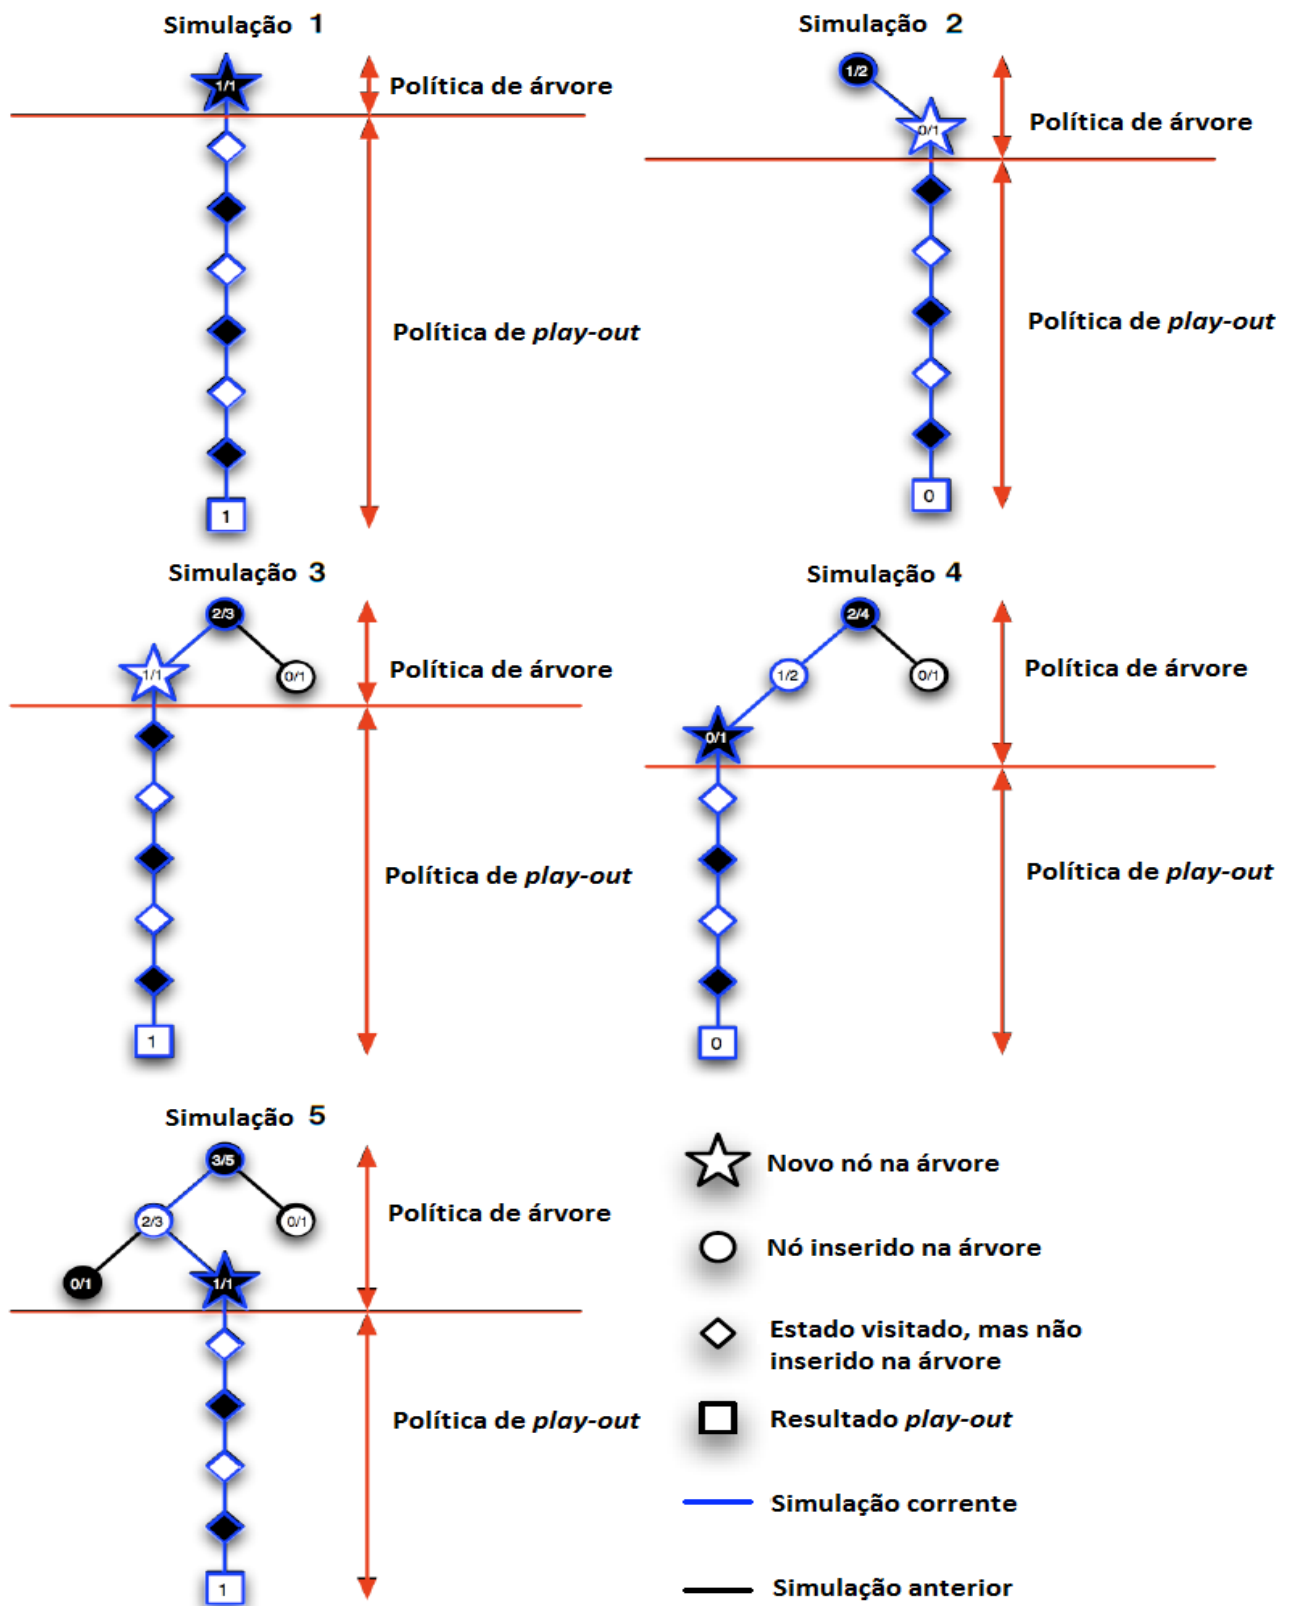 Simulação 1
1/1
Política de árvore
Política de play-out
1
Simulação 2
1/2
0/1
Política de árvore
Política de play-out
0
Simulação 3
2/3
1/1
0/1
Política de árvore
Política de play-out
1
Simulação 4
2/4
1/2
0/1
0/1
Política de árvore
Política de play-out
0
Simulação 5
3/5
2/3
0/1
0/1
1/1
Política de árvore
Política de play-out
1
Novo nó na árvore
Nó inserido na árvore
Estado visitado, mas não
inserido na árvore
Resultado play-out
Simulação corrente
Simulação anterior